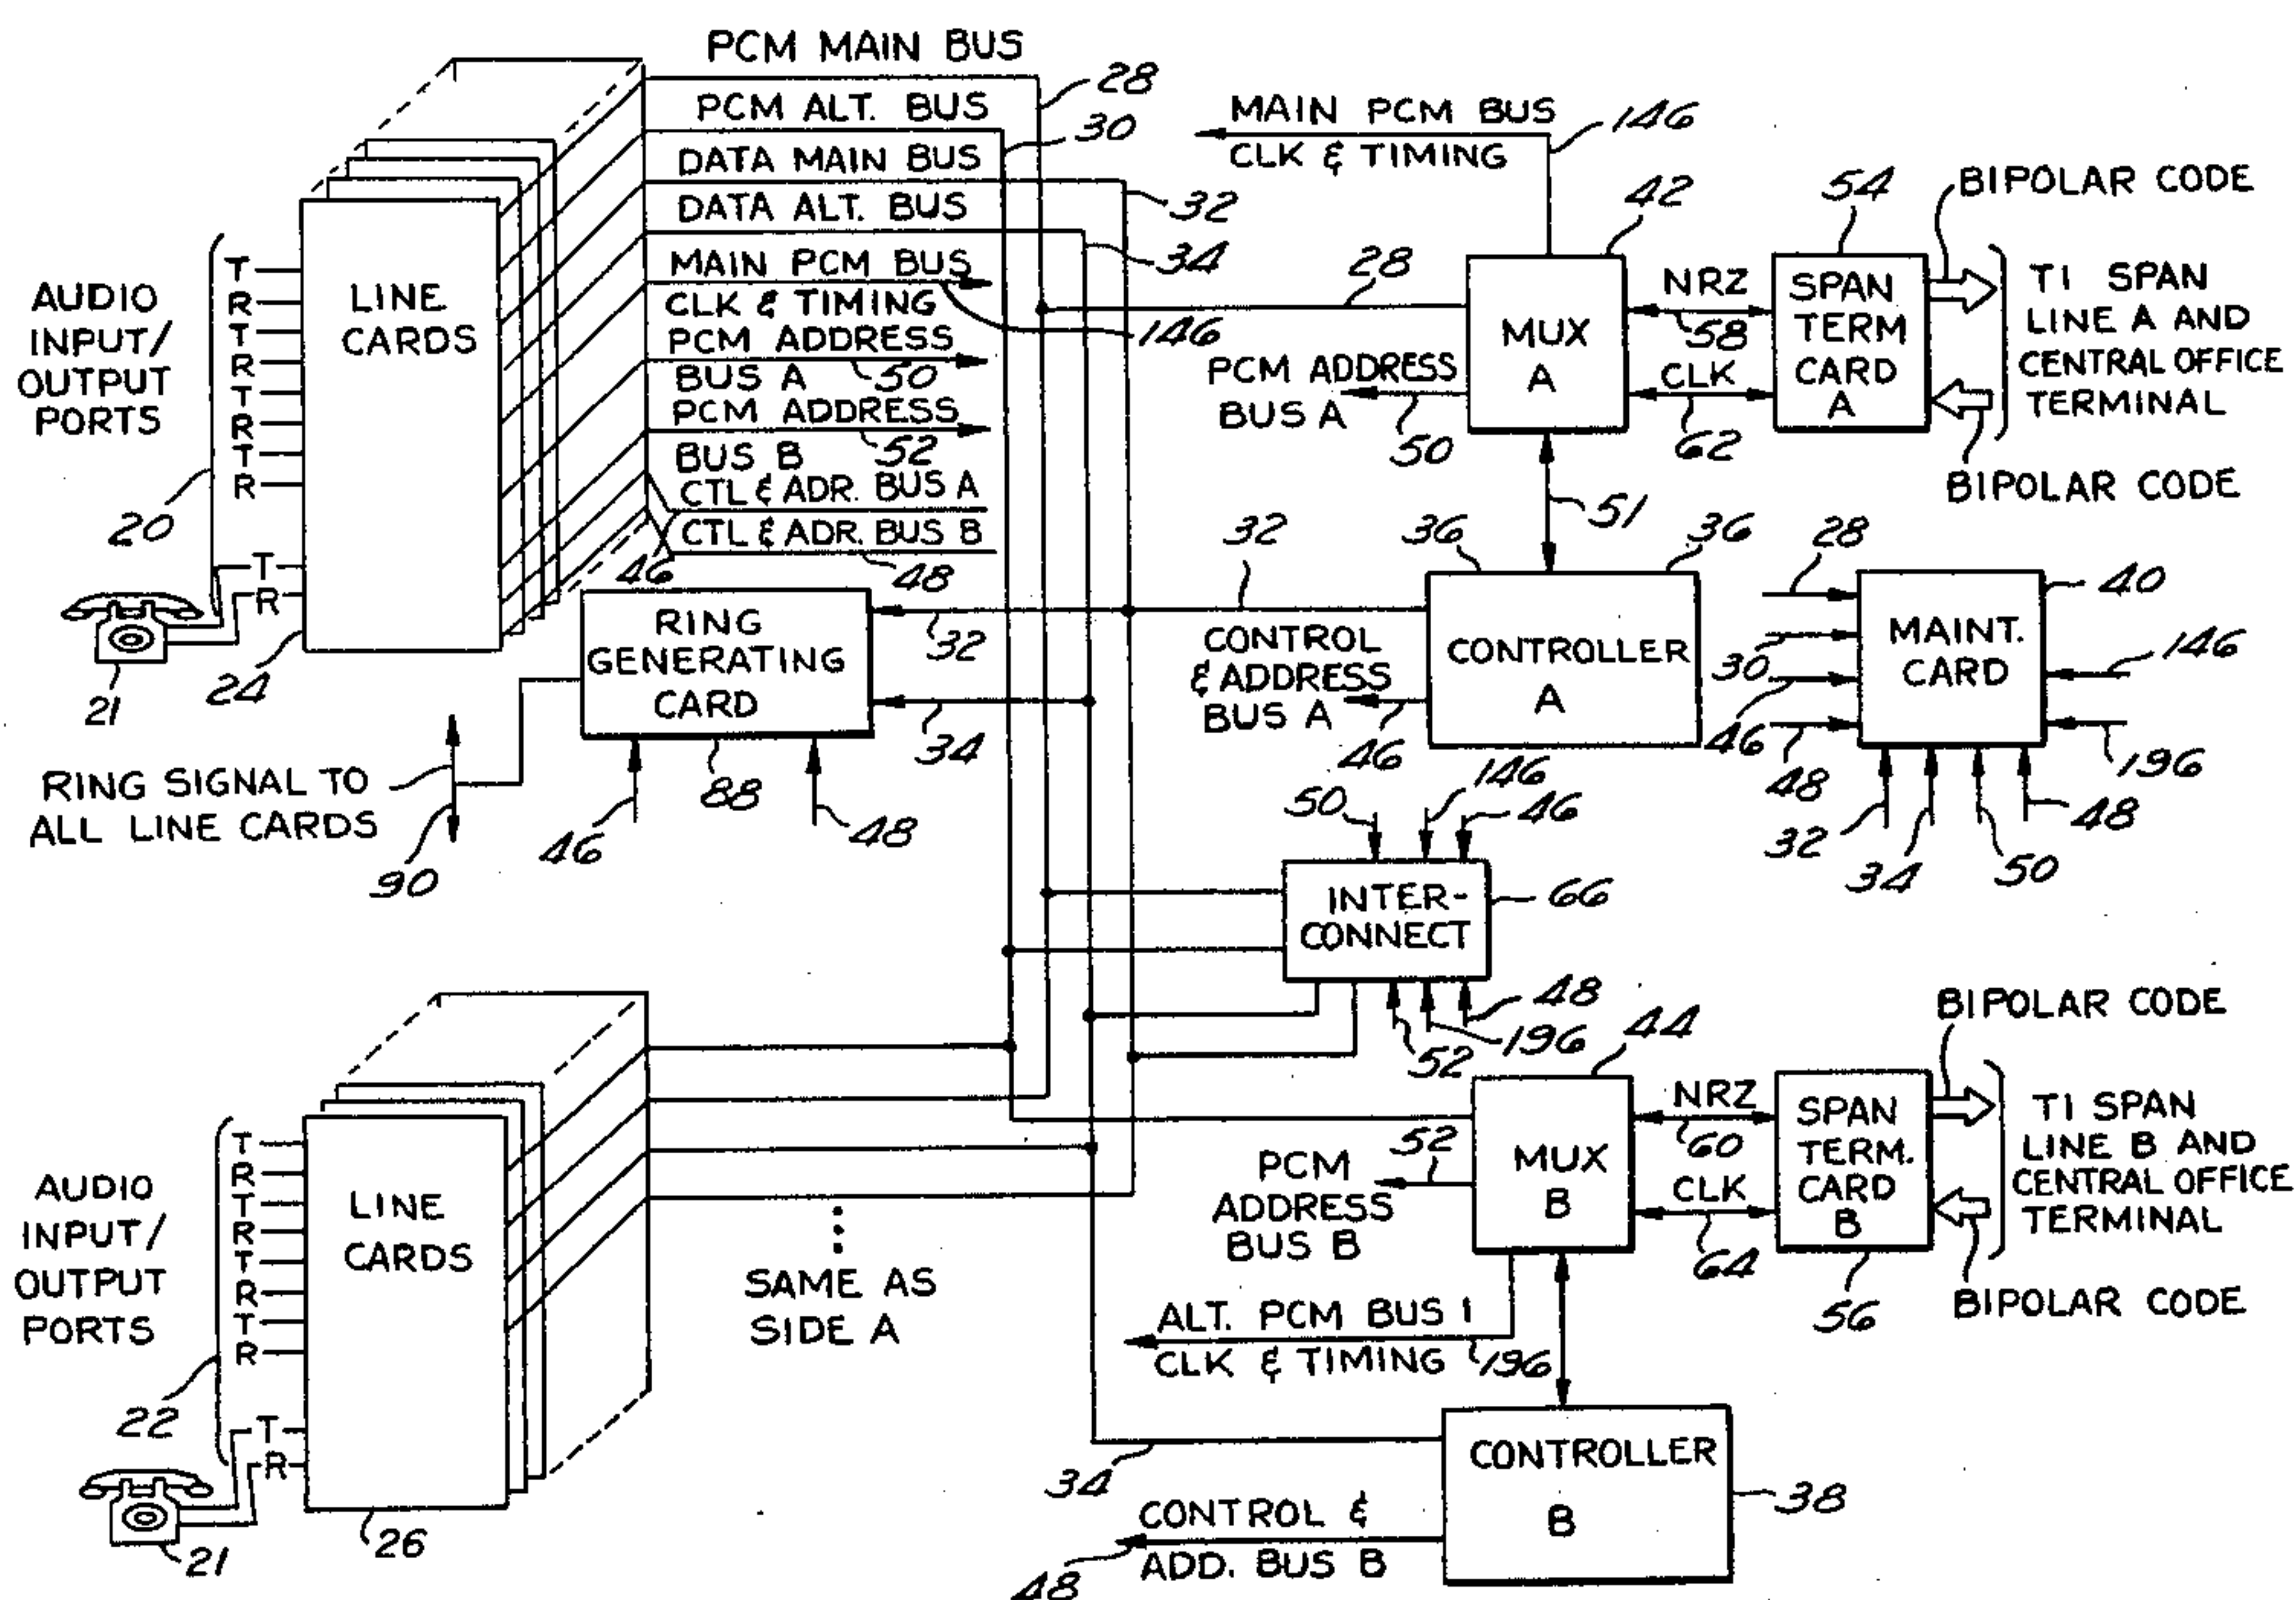 PCM MAIN BUS
28
PCM ALT. BUS
30
DATA MAIN BUS
32
DATA ALT. BUS
34
MAIN PCM BUS
CLK & TIMING
146
PCM ADDRESS
BUS A
50
PCM ADDRESS
BUS B
52
CTL & ADR. BUS A
CTL & ADR. BUS B
46
48
AUDIO
INPUT/
OUTPUT
PORTS
T
R
T
R
T
R
T
R
T
R
20
21
LINE
CARDS
24
RING
GENERATING
CARD
32
34
46
88
48
RING SIGNAL TO
ALL LINE CARDS
90
MAIN PCM BUS
CLK & TIMING
146
42
28
MUX
A
PCM ADDRESS
BUS A
50
NRZ
58
CLK
62
54
SPAN
TERM
CARD
A
BIPOLAR CODE
T1 SPAN
LINE A AND
CENTRAL OFFICE
TERMINAL
BIPOLAR CODE
51
32
36
36
CONTROLLER
A
CONTROL
& ADDRESS
BUS A
46
28
30
46
48
MAINT.
CARD
40
146
196
32
34
50
48
50
146
46
INTER-
CONNECT
66
52
196
48
AUDIO
INPUT/
OUTPUT
PORTS
T
R
T
R
T
R
T
R
T
R
22
21
LINE
CARDS
26
SAME AS
SIDE A
44
MUX
B
52
PCM
ADDRESS
BUS B
NRZ
60
CLK
64
SPAN
TERM.
CARD
B
56
BIPOLAR CODE
T1 SPAN
LINE B AND
CENTRAL OFFICE
TERMINAL
BIPOLAR CODE
ALT. PCM BUS 1
CLK & TIMING
196
34
CONTROLLER
B
38
CONTROL &
ADD. BUS B
48